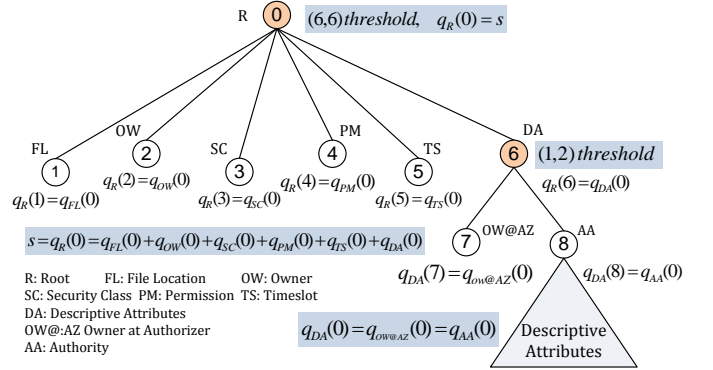 R 0 (6,6)threshold, q_R(0)=s
FL OW SC PM TS DA
1 2 3 4 5 6 (1,2)threshold
q_R(1)=q_FL(0)
q_R(2)=q_OW(0)
q_R(3)=q_SC(0)
q_R(4)=q_PM(0)
q_R(5)=q_TS(0)
q_R(6)=q_DA(0)
7 OW@AZ 8 AA
s=q_R(0)=q_FL(0)+q_OW(0)+q_SC(0)+q_PM(0)+q_TS(0)+q_DA(0)
q_DA(7)=q_ow@AZ(0) q_DA(8)=q_AA(0)
R: Root FL: File Location OW: Owner
SC: Security Class PM: Permission TS: Timeslot
DA: Descriptive Attributes
OW@:AZ Owner at Authorizer
AA: Authority
q_DA(0)=q_OW@AZ(0)=q_AA(0)
Descriptive
Attributes